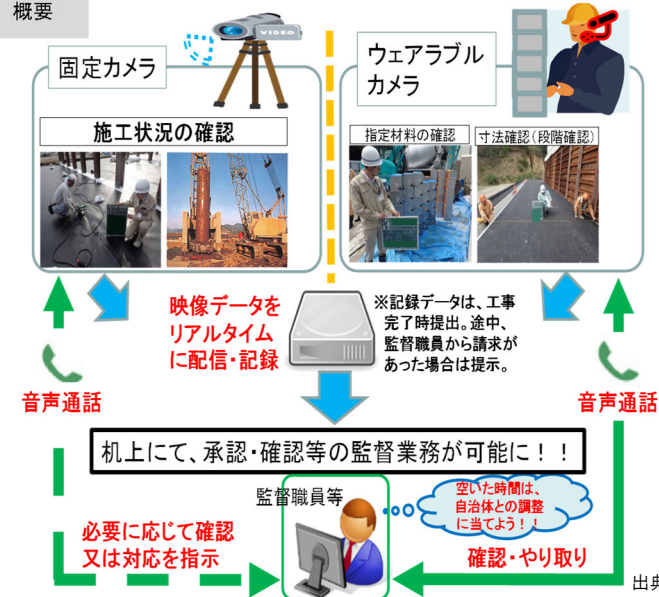 概要
VIDEO
固定カメラ
ウェアラブル
カメラ
施工状況の確認
指定材料の確認
寸法確認(段階確認)
映像データを
リアルタイム
に配信・記録
※記録データは、工事
完了時提出。途中、
監督職員から請求が
あった場合は提示。
音声通話
音声通話
机上にて、承認・確認等の監督業務が可能に!!
監督職員等
空いた時間は、
自治体との調整
に当てよう!!
必要に応じて確認
又は対応を指示
確認・やり取り